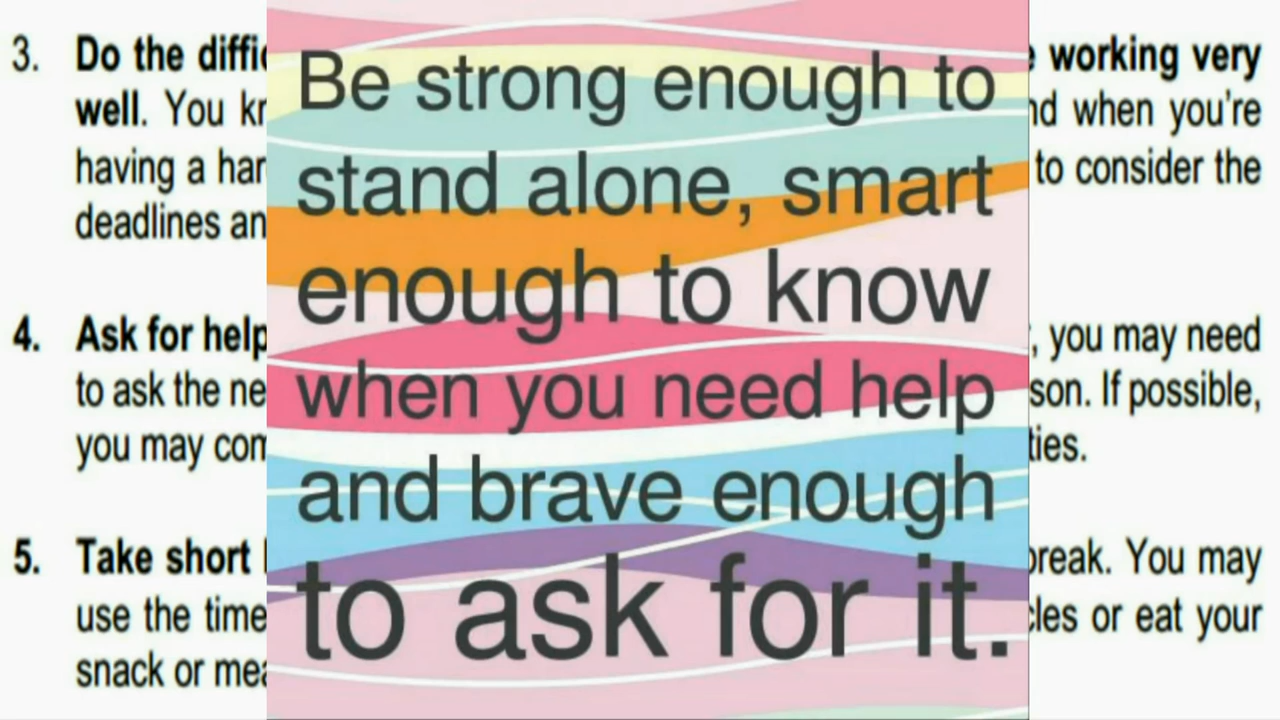 3. Do the diffic
working very
well. You kr
nd when you're
having a har
to consider the
deadlines an
Be strong enough to
stand alone, smart
enough to know
when you need help
and brave enough
to ask for it.
4. Ask for help
, you may need
to ask the ne
son. If possible,
you may com
ties.
5. Take short
break. You may
use the time
cles or eat your
snack or mea